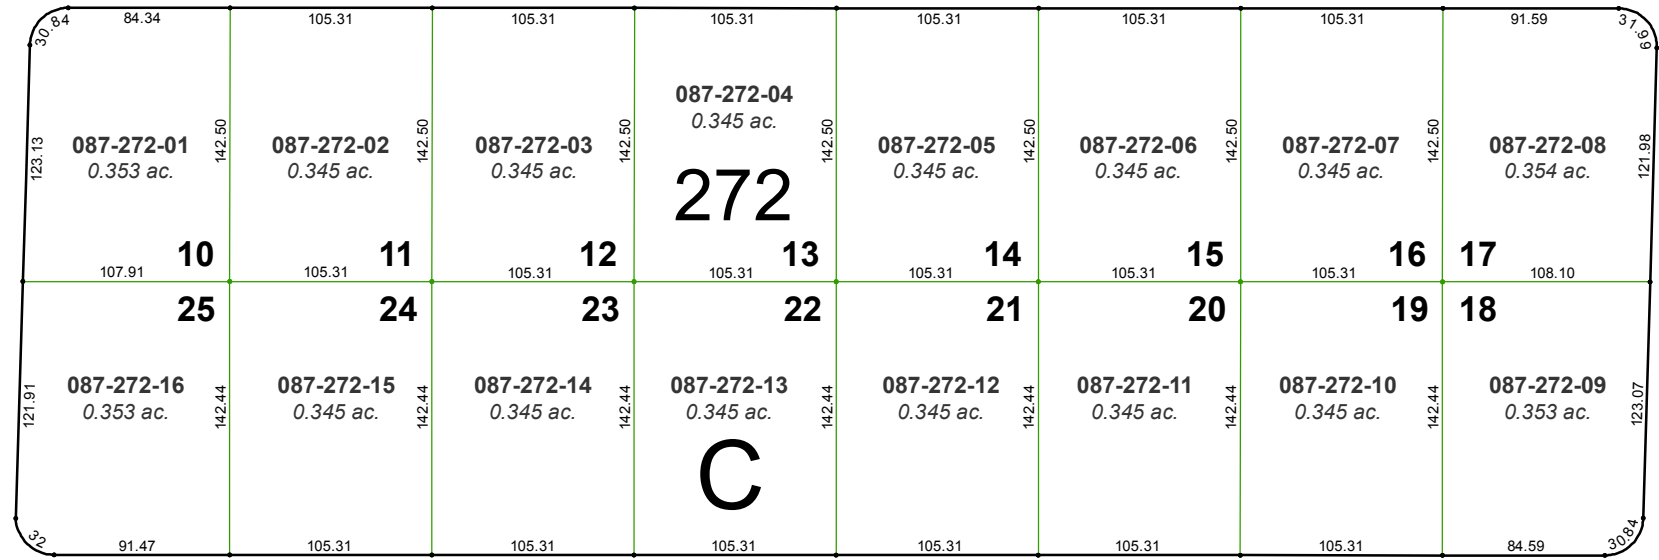 30.84 84.34 105.31 105.31 105.31 105.31 105.31 105.31 91.59 31.99
087-272-04
0.345 ac.
123.13 087-272-01 142.50 087-272-02 142.50 087-272-03 142.50 142.50 087-272-05 142.50 087-272-06 142.50 087-272-07 142.50 087-272-08 121.98
0.353 ac. 0.345 ac. 0.345 ac. 0.345 ac. 0.345 ac. 0.345 ac. 0.354 ac.
272
10 11 12 13 14 15 16 17
107.91 105.31 105.31 105.31 105.31 105.31 105.31 108.10
25 24 23 22 21 20 19 18
087-272-16 087-272-15 087-272-14 087-272-13 087-272-12 087-272-11 087-272-10 087-272-09
0.353 ac. 0.345 ac. 0.345 ac. 0.345 ac. 0.345 ac. 0.345 ac. 0.345 ac. 0.353 ac.
121.91 142.44 142.44 142.44 142.44 142.44 142.44 142.44 123.07
C
32 91.47 105.31 105.31 105.31 105.31 105.31 105.31 84.59 30.84